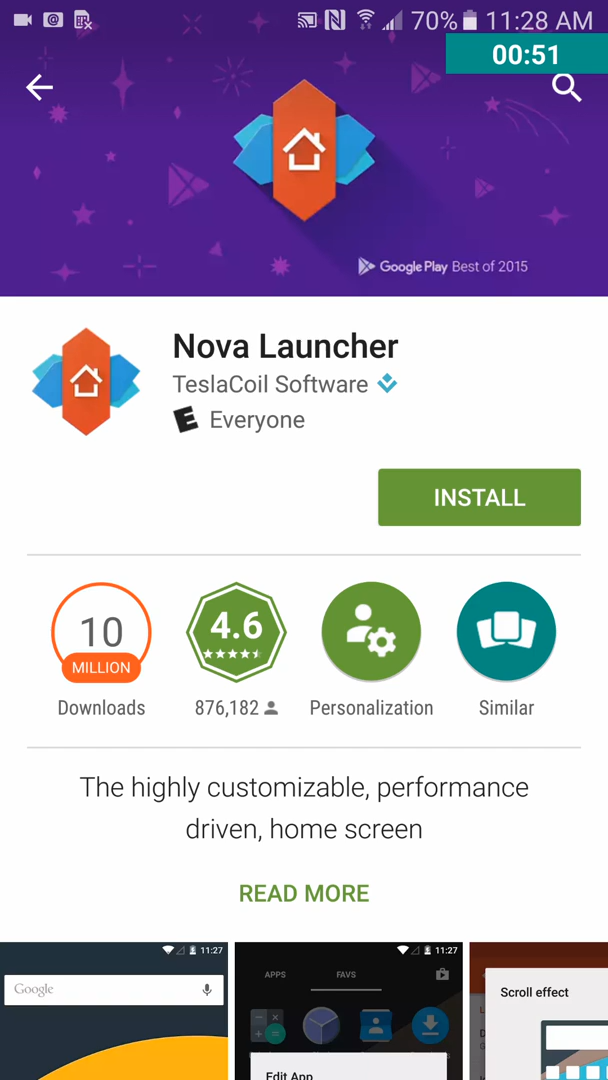 70% 11:28 AM
00:51
Google Play Best of 2015
Nova Launcher
TeslaCoil Software
E Everyone
INSTALL
10
MILLION
4.6
Downloads
876,182
Personalization
Similar
The highly customizable, performance
driven, home screen
READ MORE
11:27
Google
11:27
APPS FAVS
Edit App
Scroll effect